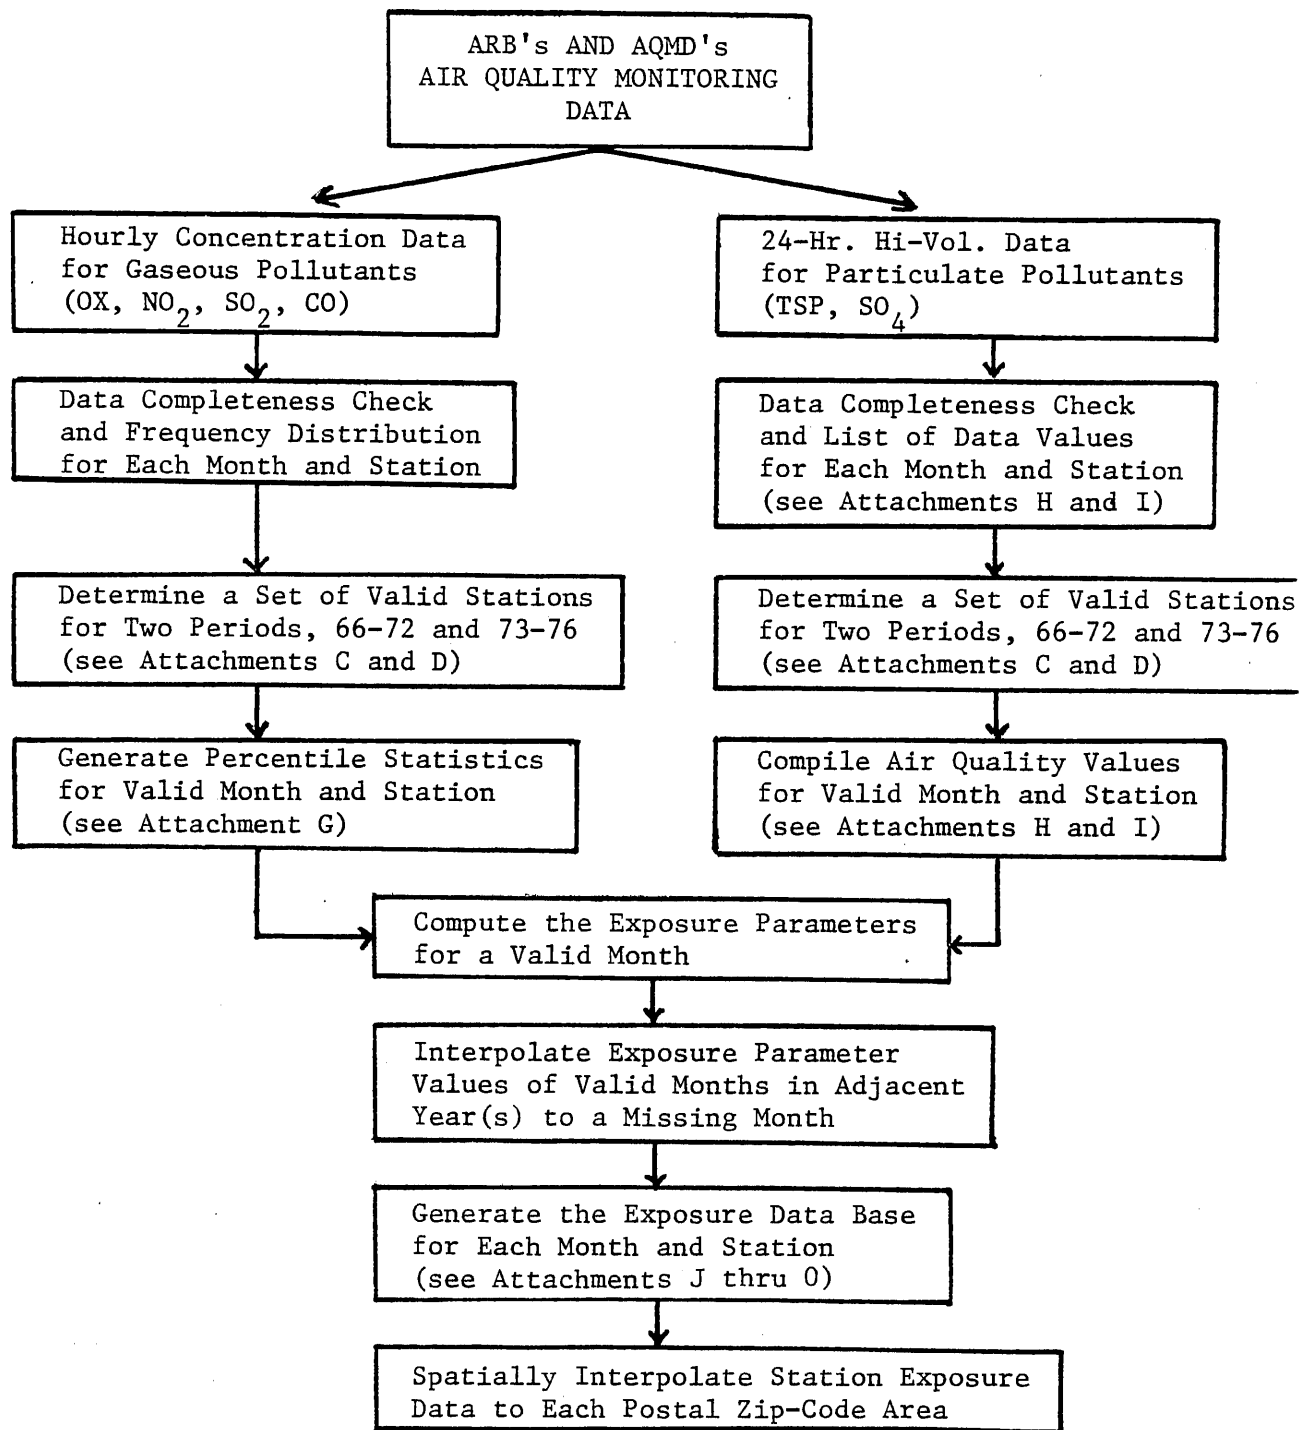 ARB's AND AQMD's
AIR QUALITY MONITORING
DATA
Hourly Concentration Data
for Gaseous Pollutants
(OX, NO2, SO2, CO)
24-Hr. Hi-Vol. Data
for Particulate Pollutants
(TSP, SO4)
Data Completeness Check
and Frequency Distribution
for Each Month and Station
Data Completeness Check
and List of Data Values
for Each Month and Station
(see Attachments H and I)
Determine a Set of Valid Stations
for Two Periods, 66-72 and 73-76
(see Attachments C and D)
Determine a Set of Valid Stations
for Two Periods, 66-72 and 73-76
(see Attachments C and D)
Generate Percentile Statistics
for Valid Month and Station
(see Attachment G)
Compile Air Quality Values
for Valid Month and Station
(see Attachments H and I)
Compute the Exposure Parameters
for a Valid Month
Interpolate Exposure Parameter
Values of Valid Months in Adjacent
Year(s) to a Missing Month
Generate the Exposure Data Base
for Each Month and Station
(see Attachments J thru O)
Spatially Interpolate Station Exposure
Data to Each Postal Zip-Code Area